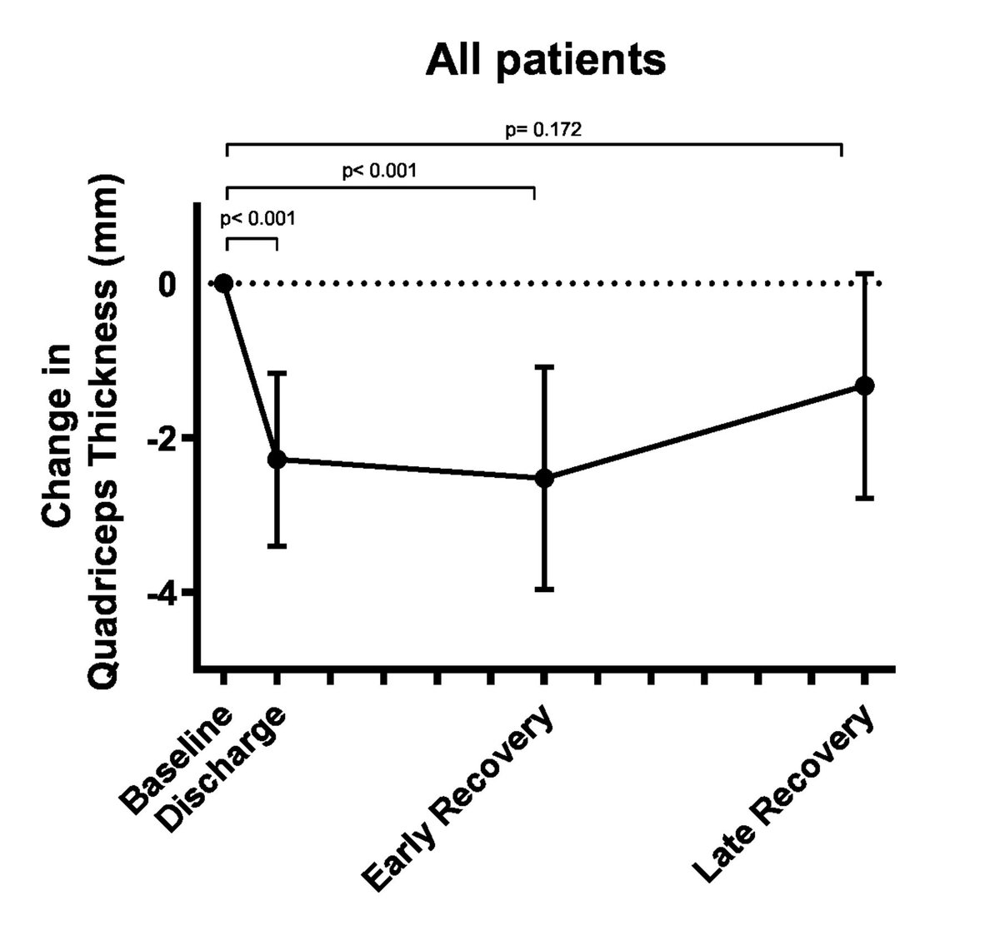 All patients
p= 0.172
p< 0.001
p< 0.001
Change in
Quadriceps Thickness (mm)
0
-2
-4
Baseline
Discharge
Early Recovery
Late Recovery